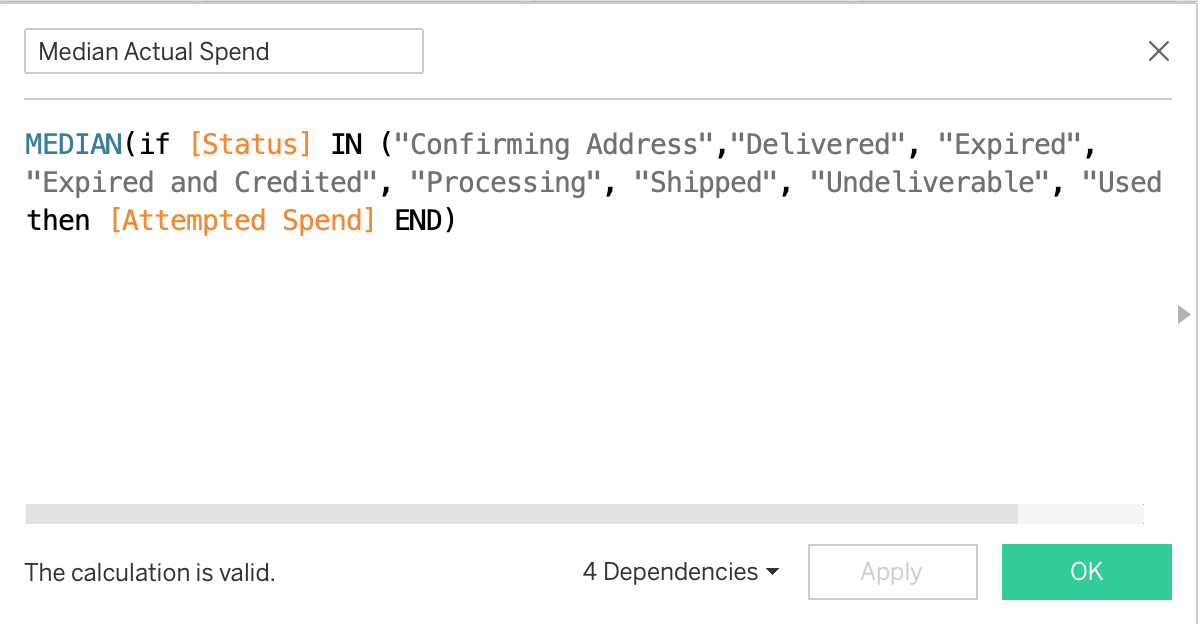 Median Actual Spend
MEDIAN(if [Status] IN ("Confirming Address","Delivered", "Expired",
"Expired and Credited", "Processing", "Shipped", "Undeliverable", "Used
then [Attempted Spend] END)
The calculation is valid.
4 Dependencies
Apply
OK